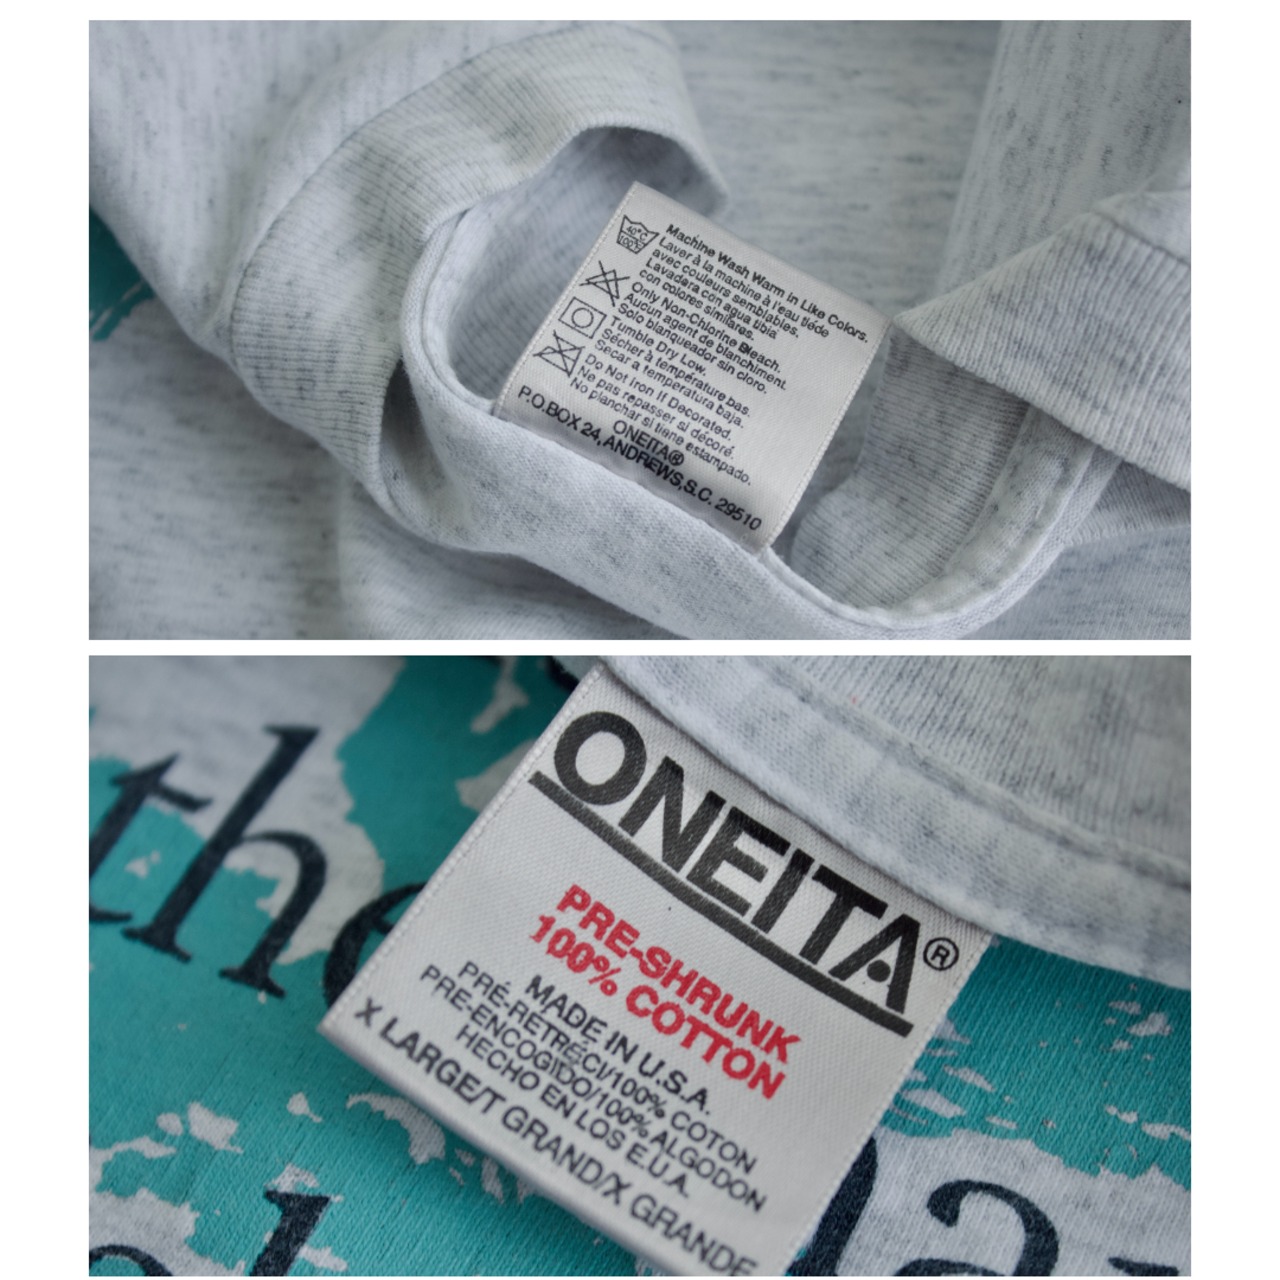 40°C
100°F
Machine Wash Warm in Like Colors.
Laver à la machine à l'eau tiède
avec couleurs semblables.
Lavadera con agua tibia
con colores similares.
Only Non-Chlorine Bleach.
Aucun agent de blanchiment.
Solo blanqueador sin cloro.
Tumble Dry Low.
Sécher à température bas.
Secar a temperatura baja.
Do Not Iron If Decorated.
Ne pas repasser si décoré.
No planchar si tiene estampado.
ONEITA®
P.O.BOX 24, ANDREWS,S.C. 29510
the
ONEITA®
PRE-SHRUNK
100% COTTON
MADE IN U.S.A.
PRÉ-RETRÉCI/100% COTON
PRE-ENCOGIDO/100% ALGODON
HECHO EN LOS E.U.A.
X LARGE/T GRAND/X GRANDE